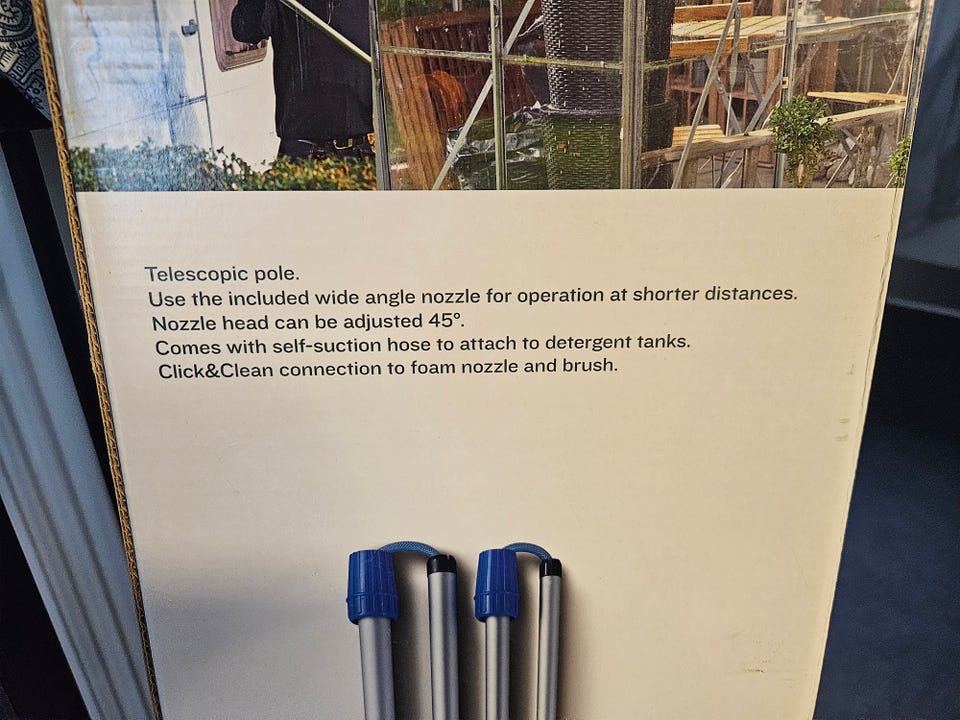 Telescopic pole.
Use the included wide angle nozzle for operation at shorter distances.
Nozzle head can be adjusted 45°.
Comes with self-suction hose to attach to detergent tanks.
Click&Clean connection to foam nozzle and brush.